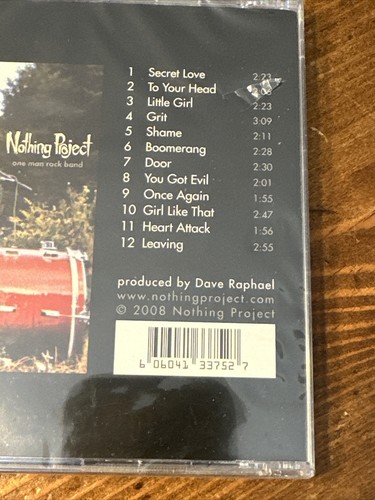 Nothing Project
one man rock band
1 Secret Love 2:23
2 To Your Head
3 Little Girl 2:23
4 Grit 3:09
5 Shame 2:11
6 Boomerang 2:28
7 Door 2:30
8 You Got Evil 2:01
9 Once Again 1:55
10 Girl Like That 2:47
11 Heart Attack 1:56
12 Leaving 2:55
produced by Dave Raphael
www.nothingproject.com
© 2008 Nothing Project
6 06041 33752 7